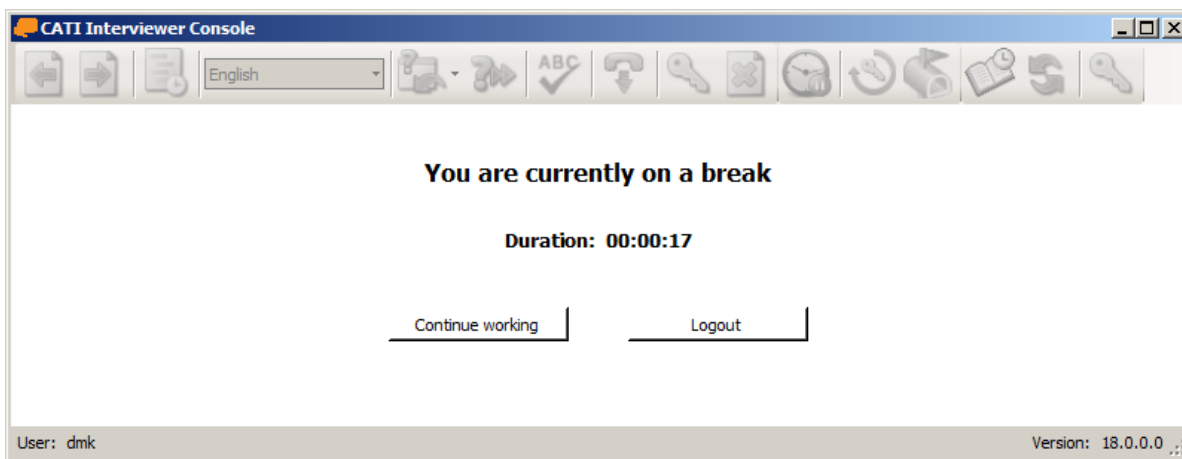 CATI Interviewer Console
English
ABC
You are currently on a break
Duration: 00:00:17
Continue working
Logout
User: dmk
Version: 18.0.0.0